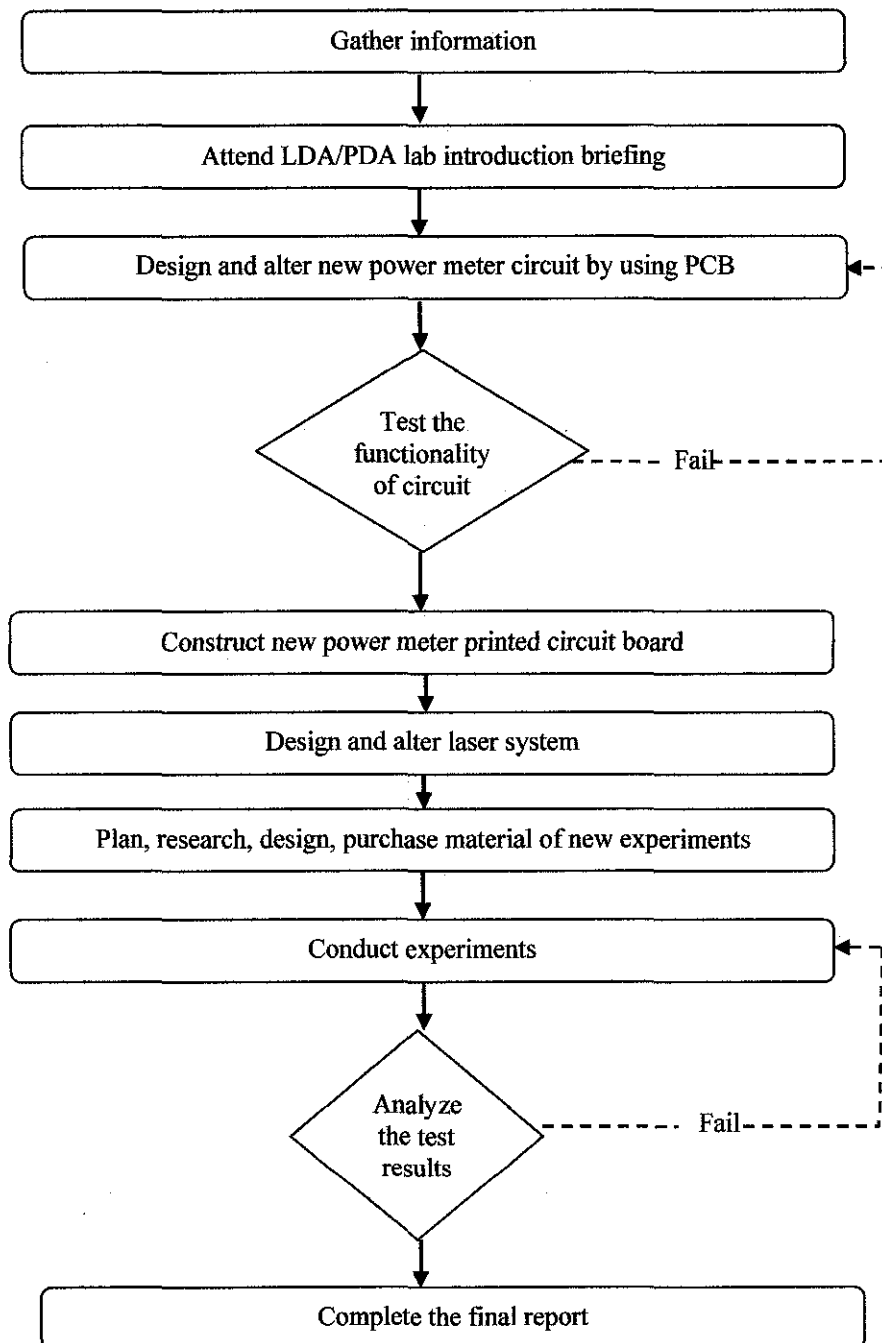 Gather information
Attend LDA/PDA lab introduction briefing
Design and alter new power meter circuit by using PCB
Test the
functionality
of circuit
Fail
Construct new power meter printed circuit board
Design and alter laser system
Plan, research, design, purchase material of new experiments
Conduct experiments
Analyze
the test
results
Fail
Complete the final report